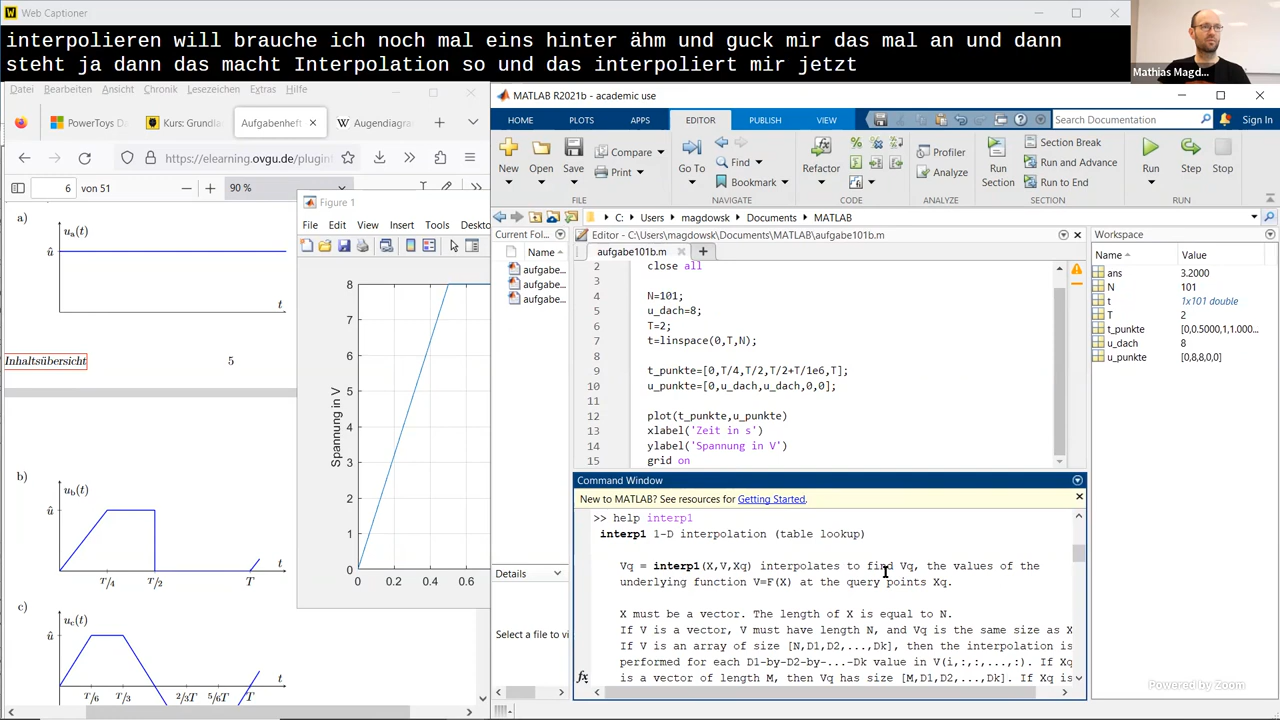 Web Captioner
interpolieren will brauche ich noch mal eins hinter ähm und guck mir das mal an und dann
steht ja dann das macht Interpolation so und das interpoliert mir jetzt
Mathias Magd...
Datei Bearbeiten Ansicht Chronik Lesezeichen Extras Hilfe
PowerToys Da
Kurs: Grundla
Aufgabenheft
Augendiagra
https://elearning.ovgu.de/plugin
6 von 51
90 %
a)
ua(t)
û
t
Inhaltsübersicht
5
b)
ub(t)
û
t
T/4
T/2
T
c)
uc(t)
û
t
T/6
T/3
2/3T
5/6T
T
Figure 1
File Edit View Insert Tools Deskto
8
7
6
5
4
3
2
1
0
Spannung in V
0 0.2 0.4 0.6 0.8
MATLAB R2021b - academic use
HOME PLOTS APPS EDITOR PUBLISH VIEW
Search Documentation
Sign In
New
Open
Save
Compare
Print
Go To
Find
Bookmark
Refactor
Profiler
Analyze
Run
Section
Section Break
Run and Advance
Run to End
Run
Step
Stop
FILE
NAVIGATE
CODE
ANALYZE
SECTION
RUN
C: Users magdowsk Documents MATLAB
Current Fol...
Name
aufgabe...
aufgabe...
aufgabe...
Details
Select a file to vi
Editor - C:\Users\magdowsk\Documents\MATLAB\aufgabe101b.m
aufgabe101b.m
2 close all
3
4 N=101;
5 u_dach=8;
6 T=2;
7 t=linspace(0,T,N);
8
9 t_punkte=[0,T/4,T/2,T/2+T/1e6,T];
10 u_punkte=[0,u_dach,u_dach,0,0];
11
12 plot(t_punkte,u_punkte)
13 xlabel('Zeit in s')
14 ylabel('Spannung in V')
15 grid on
Command Window
New to MATLAB? See resources for Getting Started.
>> help interp1
interp1 1-D interpolation (table lookup)
Vq = interp1(X,V,Xq) interpolates to find Vq, the values of the
underlying function V=F(X) at the query points Xq.
X must be a vector. The length of X is equal to N.
If V is a vector, V must have length N, and Vq is the same size as X
If V is an array of size [N,D1,D2,...,Dk], then the interpolation is
performed for each D1-by-D2-by-...-Dk value in V(i,:,:,...,:). If Xq
is a vector of length M, then Vq has size [M,D1,D2,...,Dk]. If Xq is
fx
Workspace
Name Value
ans 3.2000
N 101
t 1x101 double
T 2
t_punkte [0,0.5000,1,1.000...
u_dach 8
u_punkte [0,8,8,0,0]
Powered by Zoom